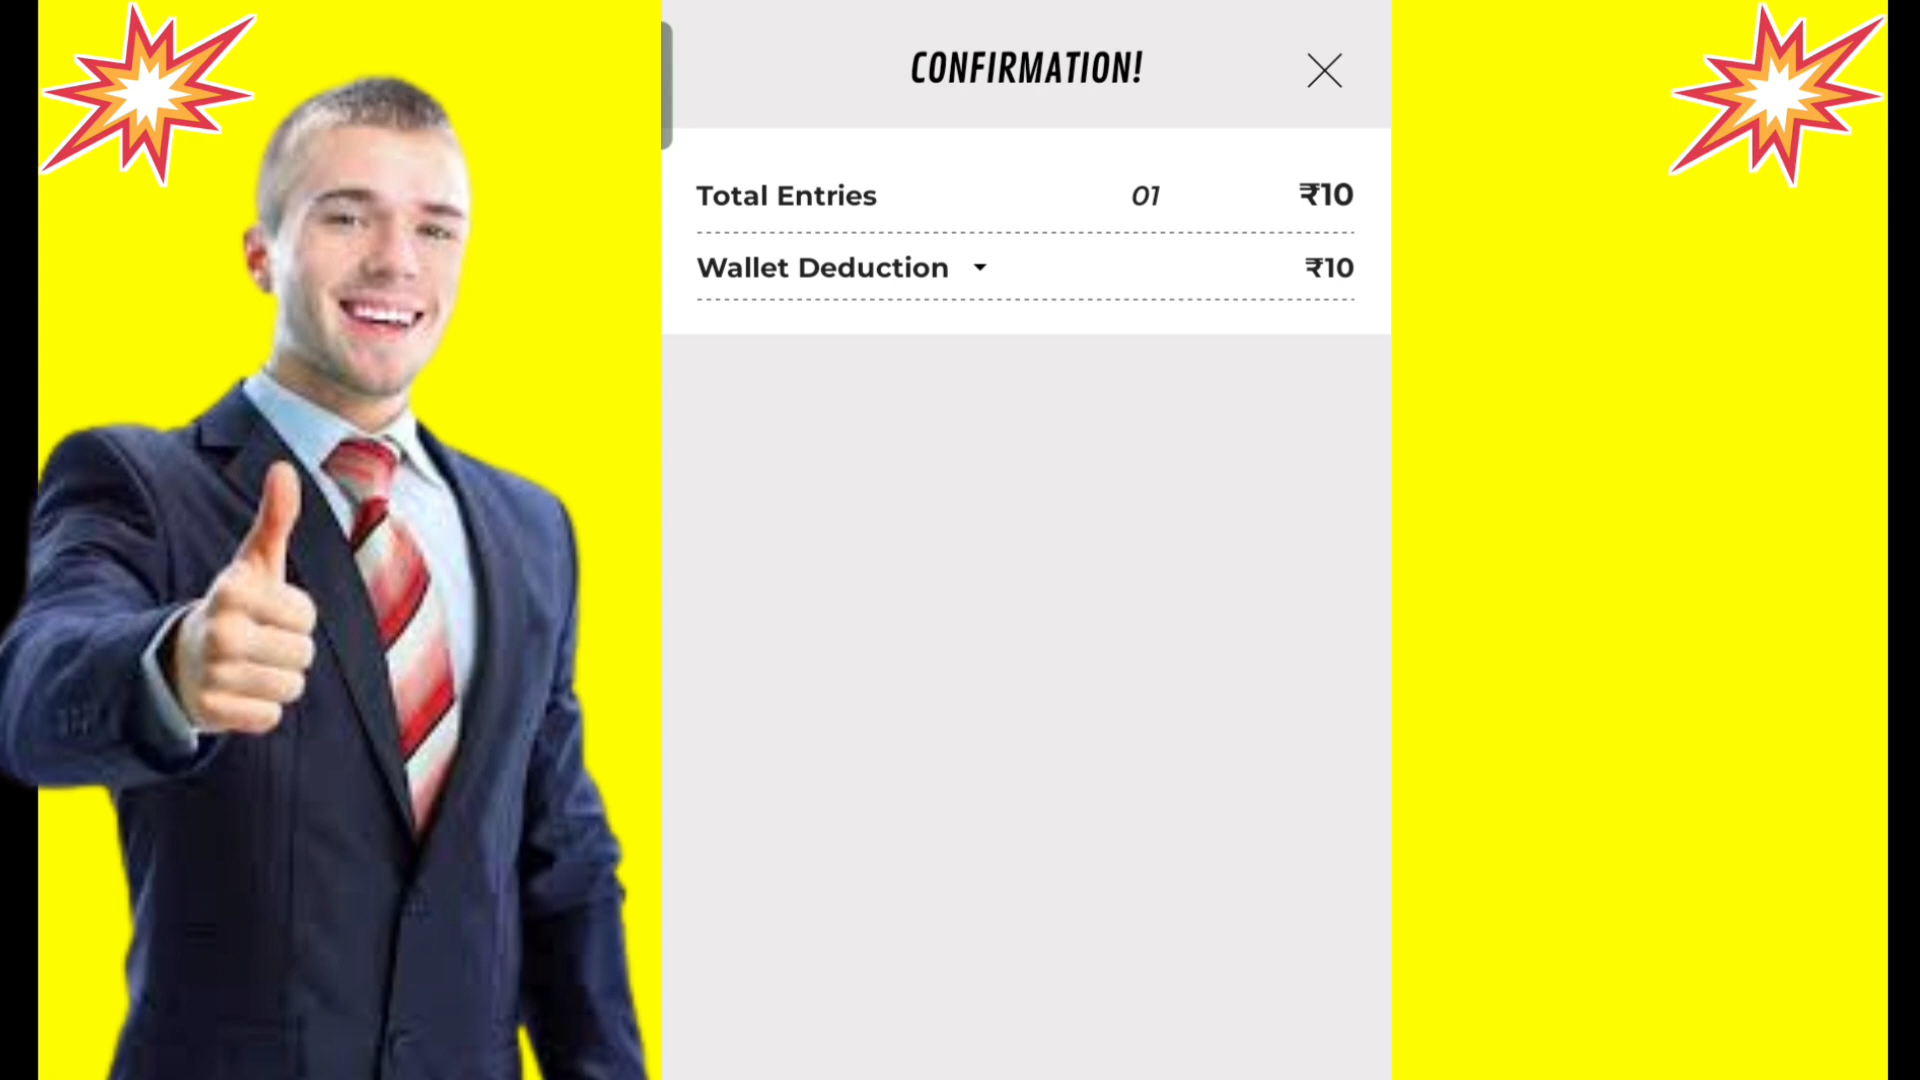 CONFIRMATION!
Total Entries 01 ₹10
Wallet Deduction ₹10